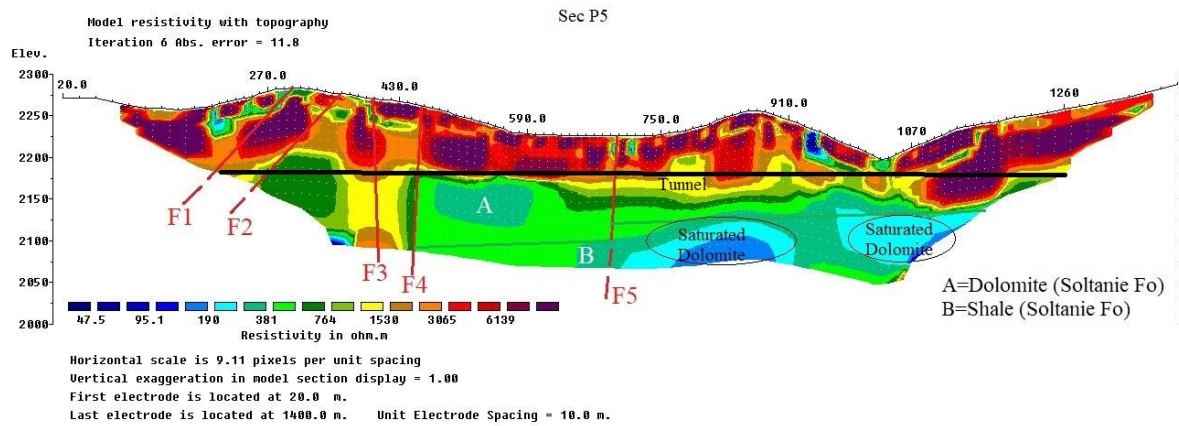 Sec P5
Model resistivity with topography
Iteration 6 Abs. error = 11.8
Elev.
2300
2250
2200
2150
2100
2050
2000
20.0
270.0
430.0
590.0
750.0
910.0
1070
1260
Tunnel
A
B
Saturated
Dolomite
Saturated
Dolomite
F1
F2
F3
F4
F5
A=Dolomite (Soltanie Fo)
B=Shale (Soltanie Fo)
47.5 95.1 190 381 764 1530 3065 6139
Resistivity in ohm.m
Horizontal scale is 9.11 pixels per unit spacing
Vertical exaggeration in model section display = 1.00
First electrode is located at 20.0 m.
Last electrode is located at 1400.0 m. Unit Electrode Spacing = 10.0 m.